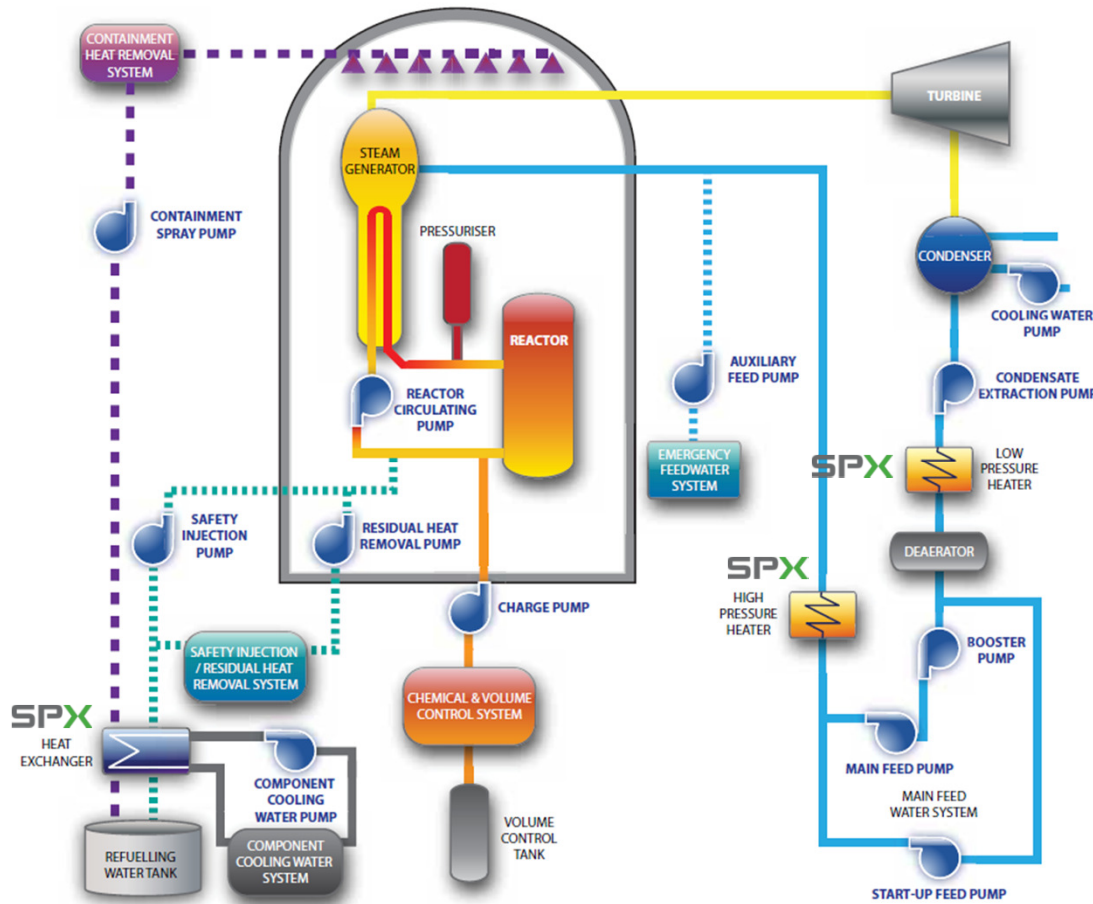 CONTAINMENT
HEAT REMOVAL
SYSTEM
TURBINE
STEAM
GENERATOR
CONTAINMENT
SPRAY PUMP
PRESSURISER
CONDENSER
COOLING WATER
PUMP
REACTOR
AUXILIARY
FEED PUMP
CONDENSATE
EXTRACTION PUMP
REACTOR
CIRCULATING
PUMP
EMERGENCY
FEEDWATER
SYSTEM
SPX
LOW
PRESSURE
HEATER
SAFETY
INJECTION
PUMP
RESIDUAL HEAT
REMOVAL PUMP
DEAERATOR
SPX
HIGH
PRESSURE
HEATER
CHARGE PUMP
BOOSTER
PUMP
SAFETY INJECTION
/ RESIDUAL HEAT
REMOVAL SYSTEM
CHEMICAL & VOLUME
CONTROL SYSTEM
SPX
HEAT
EXCHANGER
COMPONENT
COOLING
WATER PUMP
MAIN FEED PUMP
MAIN FEED
WATER SYSTEM
VOLUME
CONTROL
TANK
REFUELLING
WATER TANK
COMPONENT
COOLING WATER
SYSTEM
START-UP FEED PUMP